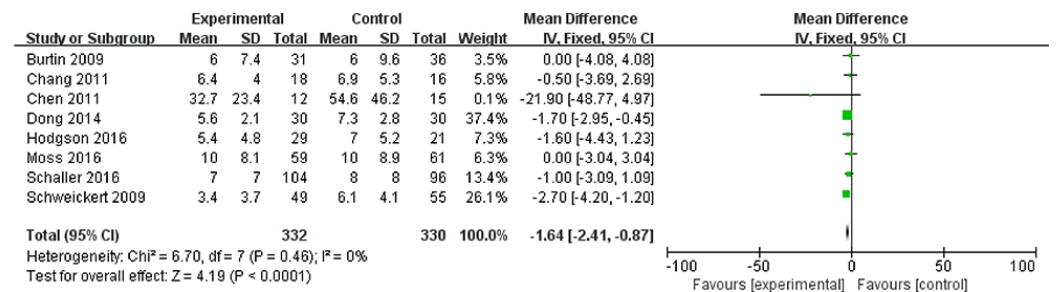 Experimental Control Mean Difference Mean Difference
Study or Subgroup Mean SD Total Mean SD Total Weight IV, Fixed, 95% CI IV, Fixed, 95% CI
Burtin 2009 6 7.4 31 6 9.6 36 3.5% 0.00 [-4.08, 4.08]
Chang 2011 6.4 4 18 6.9 5.3 16 5.8% -0.50 [-3.69, 2.69]
Chen 2011 32.7 23.4 12 54.6 46.2 15 0.1% -21.90 [-48.77, 4.97]
Dong 2014 5.6 2.1 30 7.3 2.8 30 37.4% -1.70 [-2.95, -0.45]
Hodgson 2016 5.4 4.8 29 7 5.2 21 7.3% -1.60 [-4.43, 1.23]
Moss 2016 10 8.1 59 10 8.9 61 6.3% 0.00 [-3.04, 3.04]
Schaller 2016 7 7 104 8 8 96 13.4% -1.00 [-3.09, 1.09]
Schweickert 2009 3.4 3.7 49 6.1 4.1 55 26.1% -2.70 [-4.20, -1.20]
Total (95% CI) 332 330 100.0% -1.64 [-2.41, -0.87]
Heterogeneity: Chi² = 6.70, df = 7 (P = 0.46); I² = 0%
Test for overall effect: Z = 4.19 (P < 0.0001)
-100 -50 0 50 100
Favours [experimental] Favours [control]